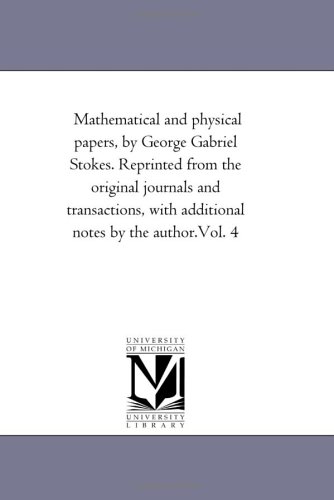 Mathematical and physical
papers, by George Gabriel
Stokes. Reprinted from the
original journals and
transactions, with additional
notes by the author.Vol. 4
UNIVERSITY
OF MICHIGAN
UNIVERSITY
LIBRARY